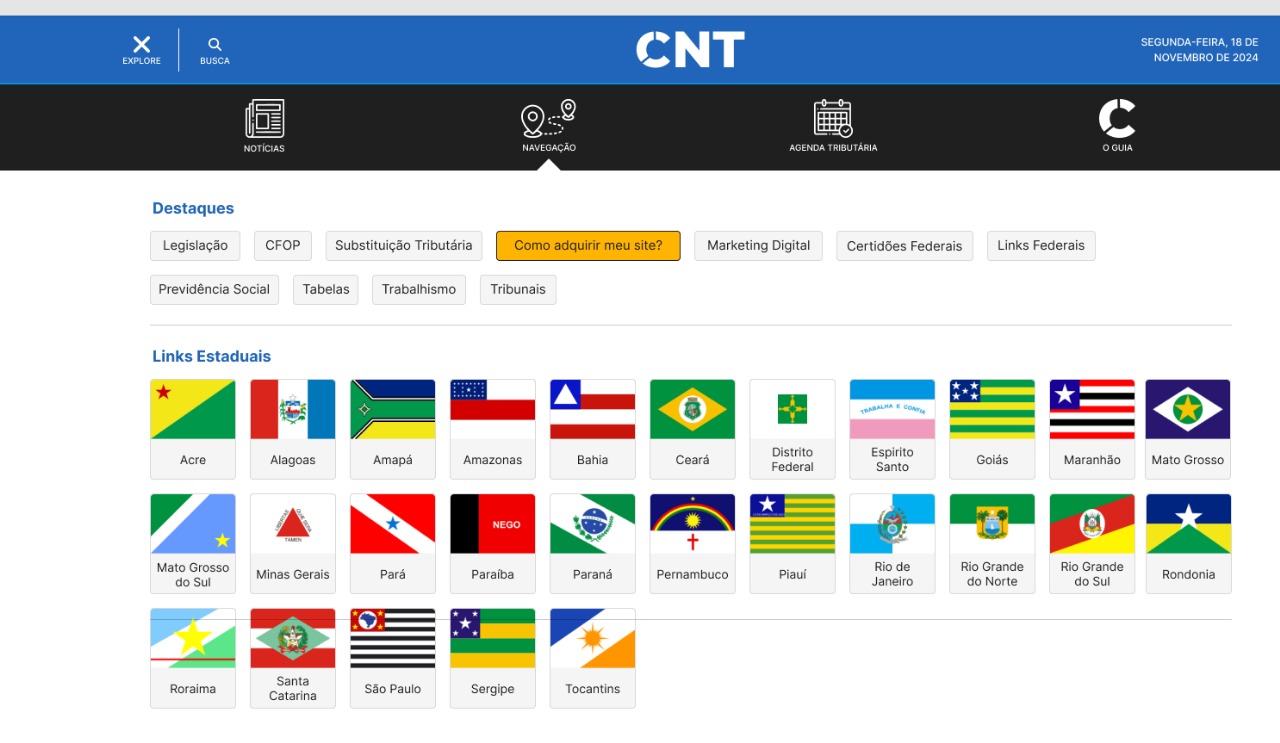 EXPLORE
BUSCA
CNT
SEGUNDA-FEIRA, 18 DE
NOVEMBRO DE 2024
NOTÍCIAS
NAVEGAÇÃO
AGENDA TRIBUTÁRIA
O GUIA
Destaques
Legislação
CFOP
Substituição Tributária
Como adquirir meu site?
Marketing Digital
Certidões Federais
Links Federais
Previdência Social
Tabelas
Trabalhismo
Tribunais
Links Estaduais
TRABALHA E CONFIA
Acre
Alagoas
Amapá
Amazonas
Bahia
Ceará
Distrito
Federal
Espirito
Santo
Goiás
Maranhão
Mato Grosso
LIBERTAS
QUÆ SERA
TAMEN
NEGO
Mato Grosso
do Sul
Minas Gerais
Pará
Paraíba
Paraná
Pernambuco
Piauí
Rio de
Janeiro
Rio Grande
do Norte
Rio Grande
do Sul
Rondonia
Roraima
Santa
Catarina
São Paulo
Sergipe
Tocantins